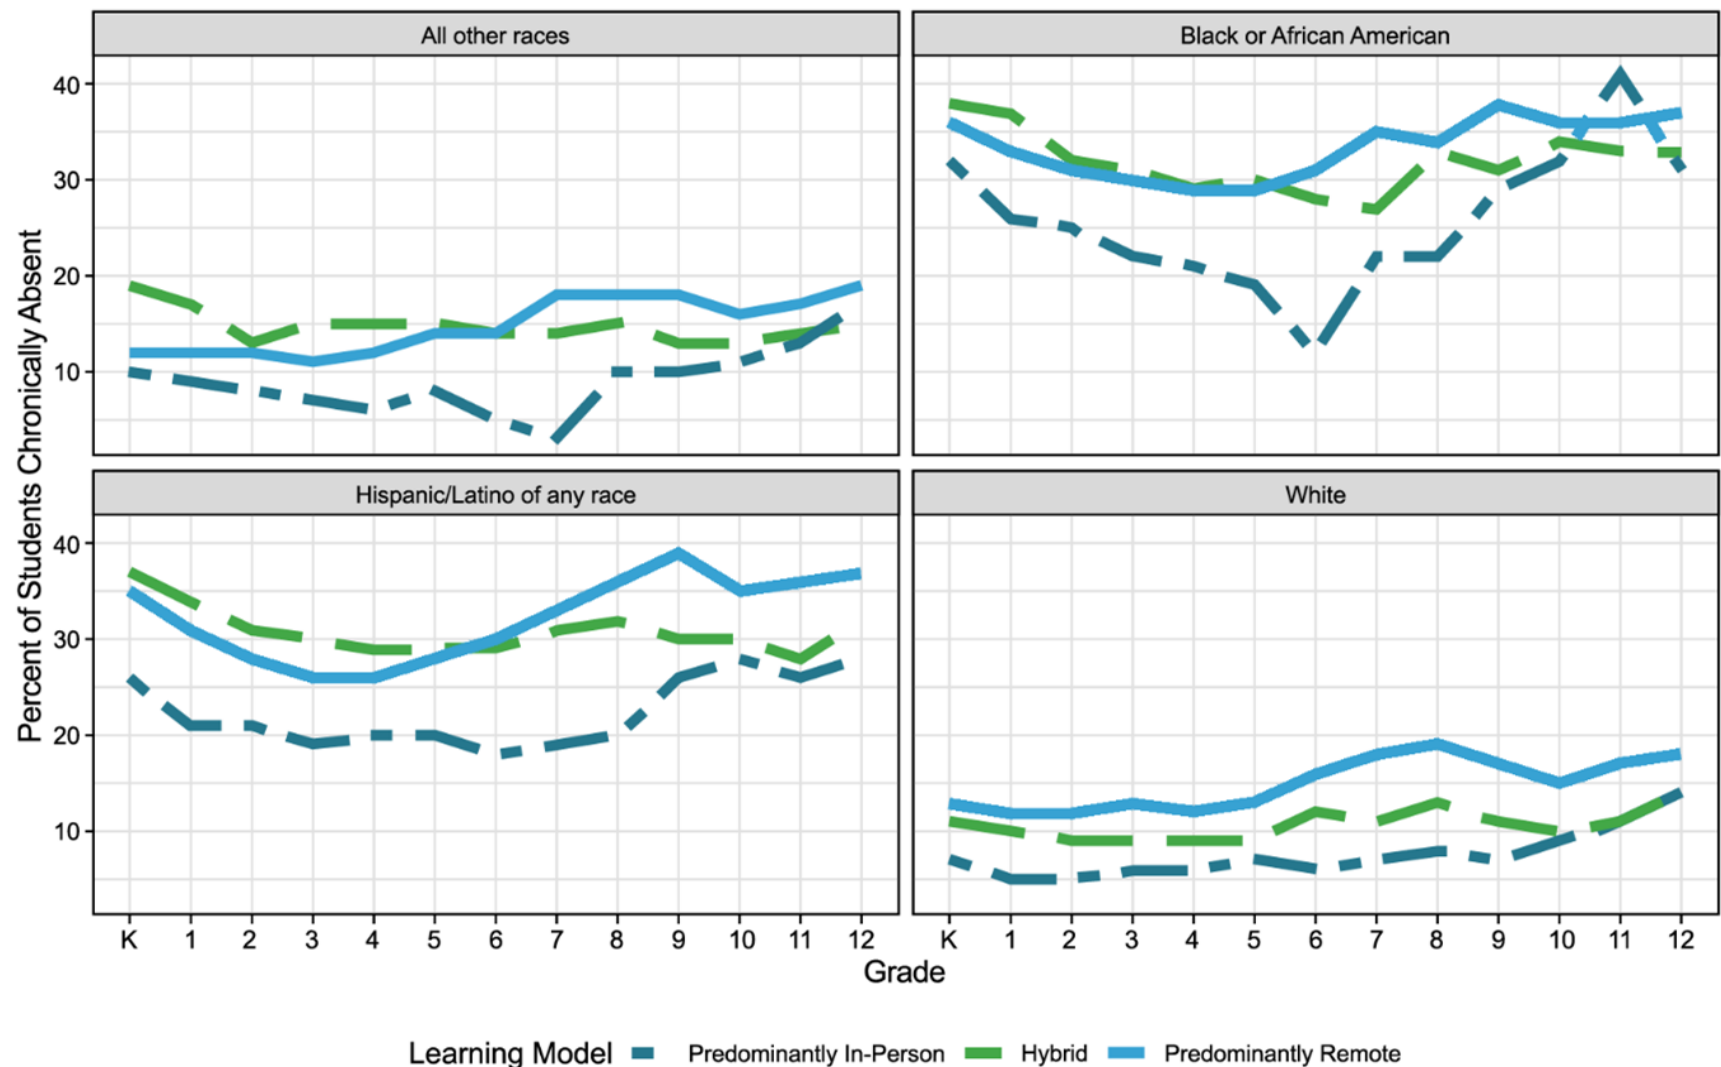 All other races
Black or African American
40
30
20
10
Hispanic/Latino of any race
White
40
30
20
10
Percent of Students Chronically Absent
K 1 2 3 4 5 6 7 8 9 10 11 12
K 1 2 3 4 5 6 7 8 9 10 11 12
Grade
Learning Model Predominantly In-Person Hybrid Predominantly Remote